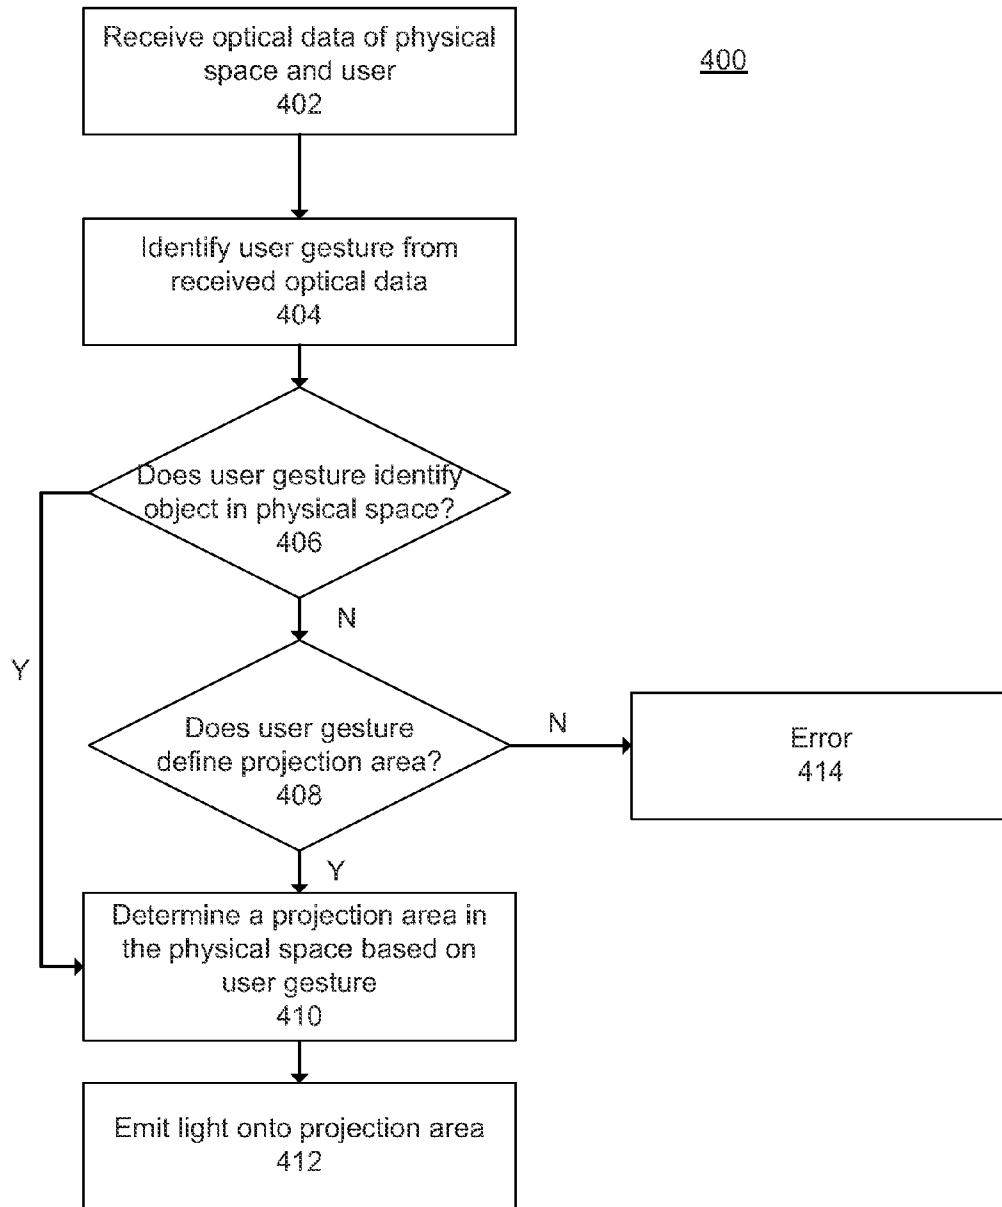 Receive optical data of physical
space and user
402
400
Identify user gesture from
received optical data
404
Does user gesture identify
object in physical space?
406
N
Y
Does user gesture
define projection area?
408
N
Error
414
Y
Determine a projection area in
the physical space based on
user gesture
410
Emit light onto projection area
412